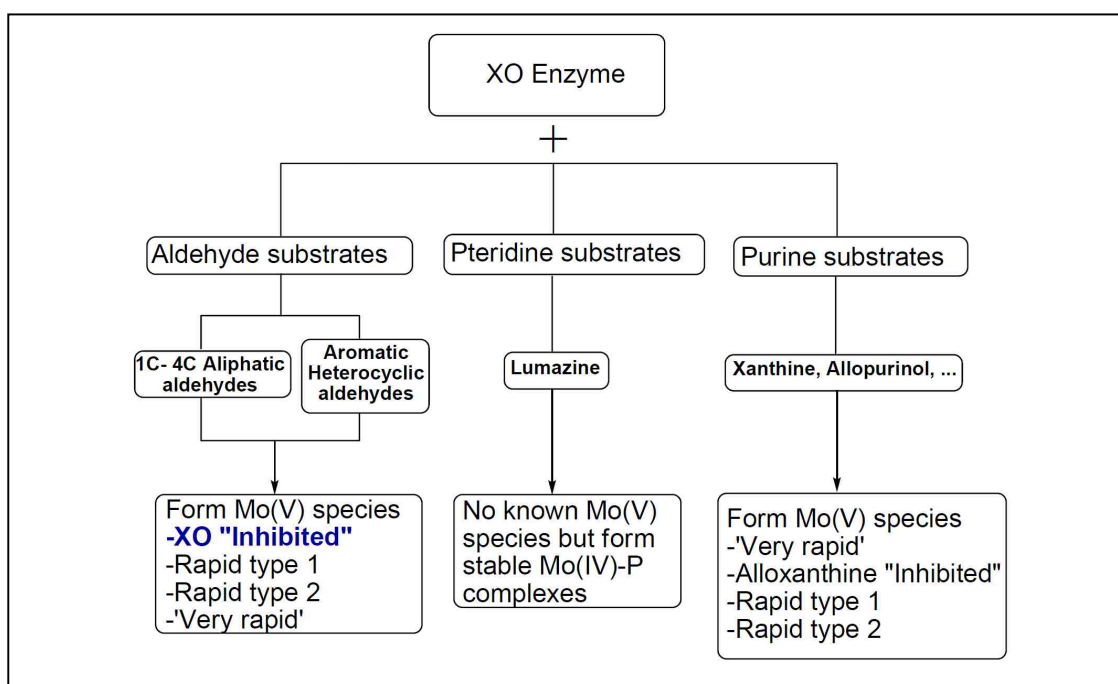 XO Enzyme
+
Aldehyde substrates
Pteridine substrates
Purine substrates
1C- 4C Aliphatic
aldehydes
Aromatic
Heterocyclic
aldehydes
Lumazine
Xanthine, Allopurinol, ...
Form Mo(V) species
-XO "Inhibited"
-Rapid type 1
-Rapid type 2
-'Very rapid'
No known Mo(V)
species but form
stable Mo(IV)-P
complexes
Form Mo(V) species
-'Very rapid'
-Alloxanthine "Inhibited"
-Rapid type 1
-Rapid type 2